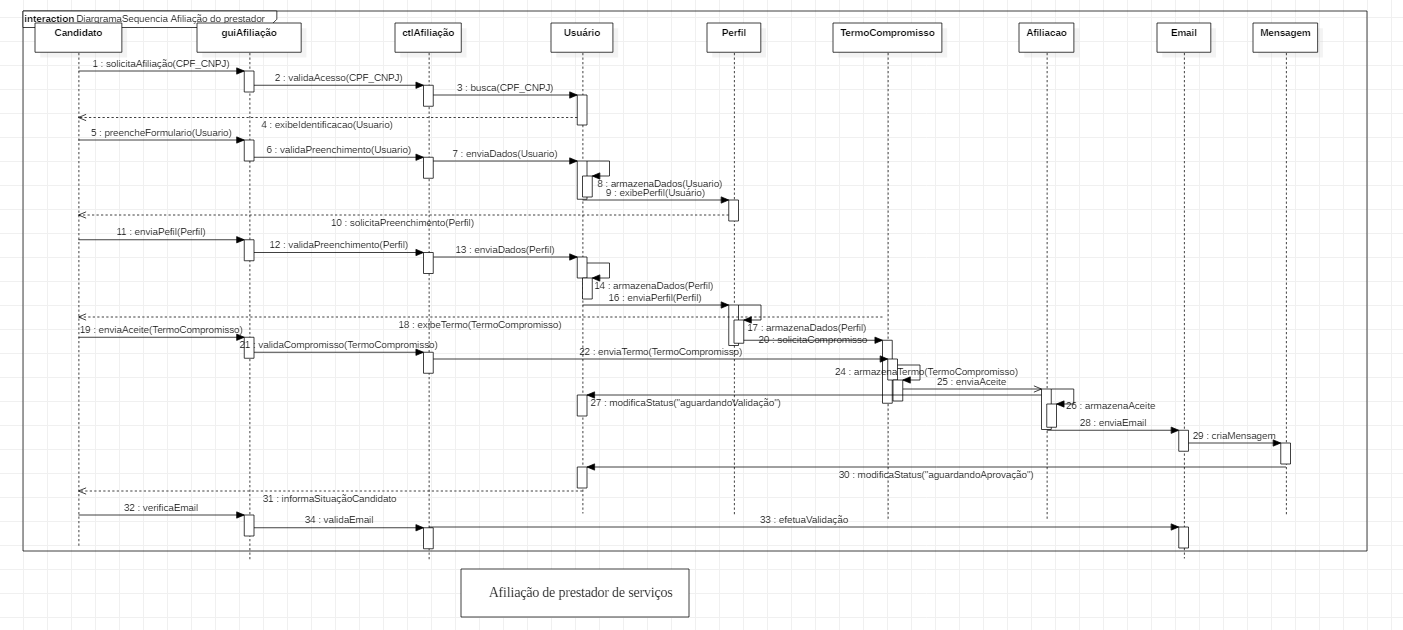 interaction DiagramaSequencia Afiliação do prestador
Candidato
guiAfiliação
ctlAfiliação
Usuário
Perfil
TermoCompromisso
Afiliacao
Email
Mensagem
1 : solicitaAfiliação(CPF_CNPJ)
2 : validaAcesso(CPF_CNPJ)
3 : busca(CPF_CNPJ)
4 : exibeIdentificacao(Usuario)
5 : preencheFormulario(Usuario)
6 : validaPreenchimento(Usuario)
7 : enviaDados(Usuario)
8 : armazenaDados(Usuario)
9 : exibePerfil(Usuário)
10 : solicitaPreenchimento(Perfil)
11 : enviaPefil(Perfil)
12 : validaPreenchimento(Perfil)
13 : enviaDados(Perfil)
14 : armazenaDados(Perfil)
16 : enviaPerfil(Perfil)
17 : armazenaDados(Perfil)
18 : exibeTermo(TermoCompromisso)
19 : enviaAceite(TermoCompromisso)
20 : solicitaCompromisso
21 : validaCompromisso(TermoCompromisso)
22 : enviaTermo(TermoCompromisso)
24 : armazenaTermo(TermoCompromisso)
25 : enviaAceite
26 : armazenaAceite
27 : modificaStatus("aguardandoValidação")
28 : enviaEmail
29 : criaMensagem
30 : modificaStatus("aguardandoAprovação")
31 : informaSituaçãoCandidato
32 : verificaEmail
34 : validaEmail
33 : efetuaValidação
Afiliação de prestador de serviços